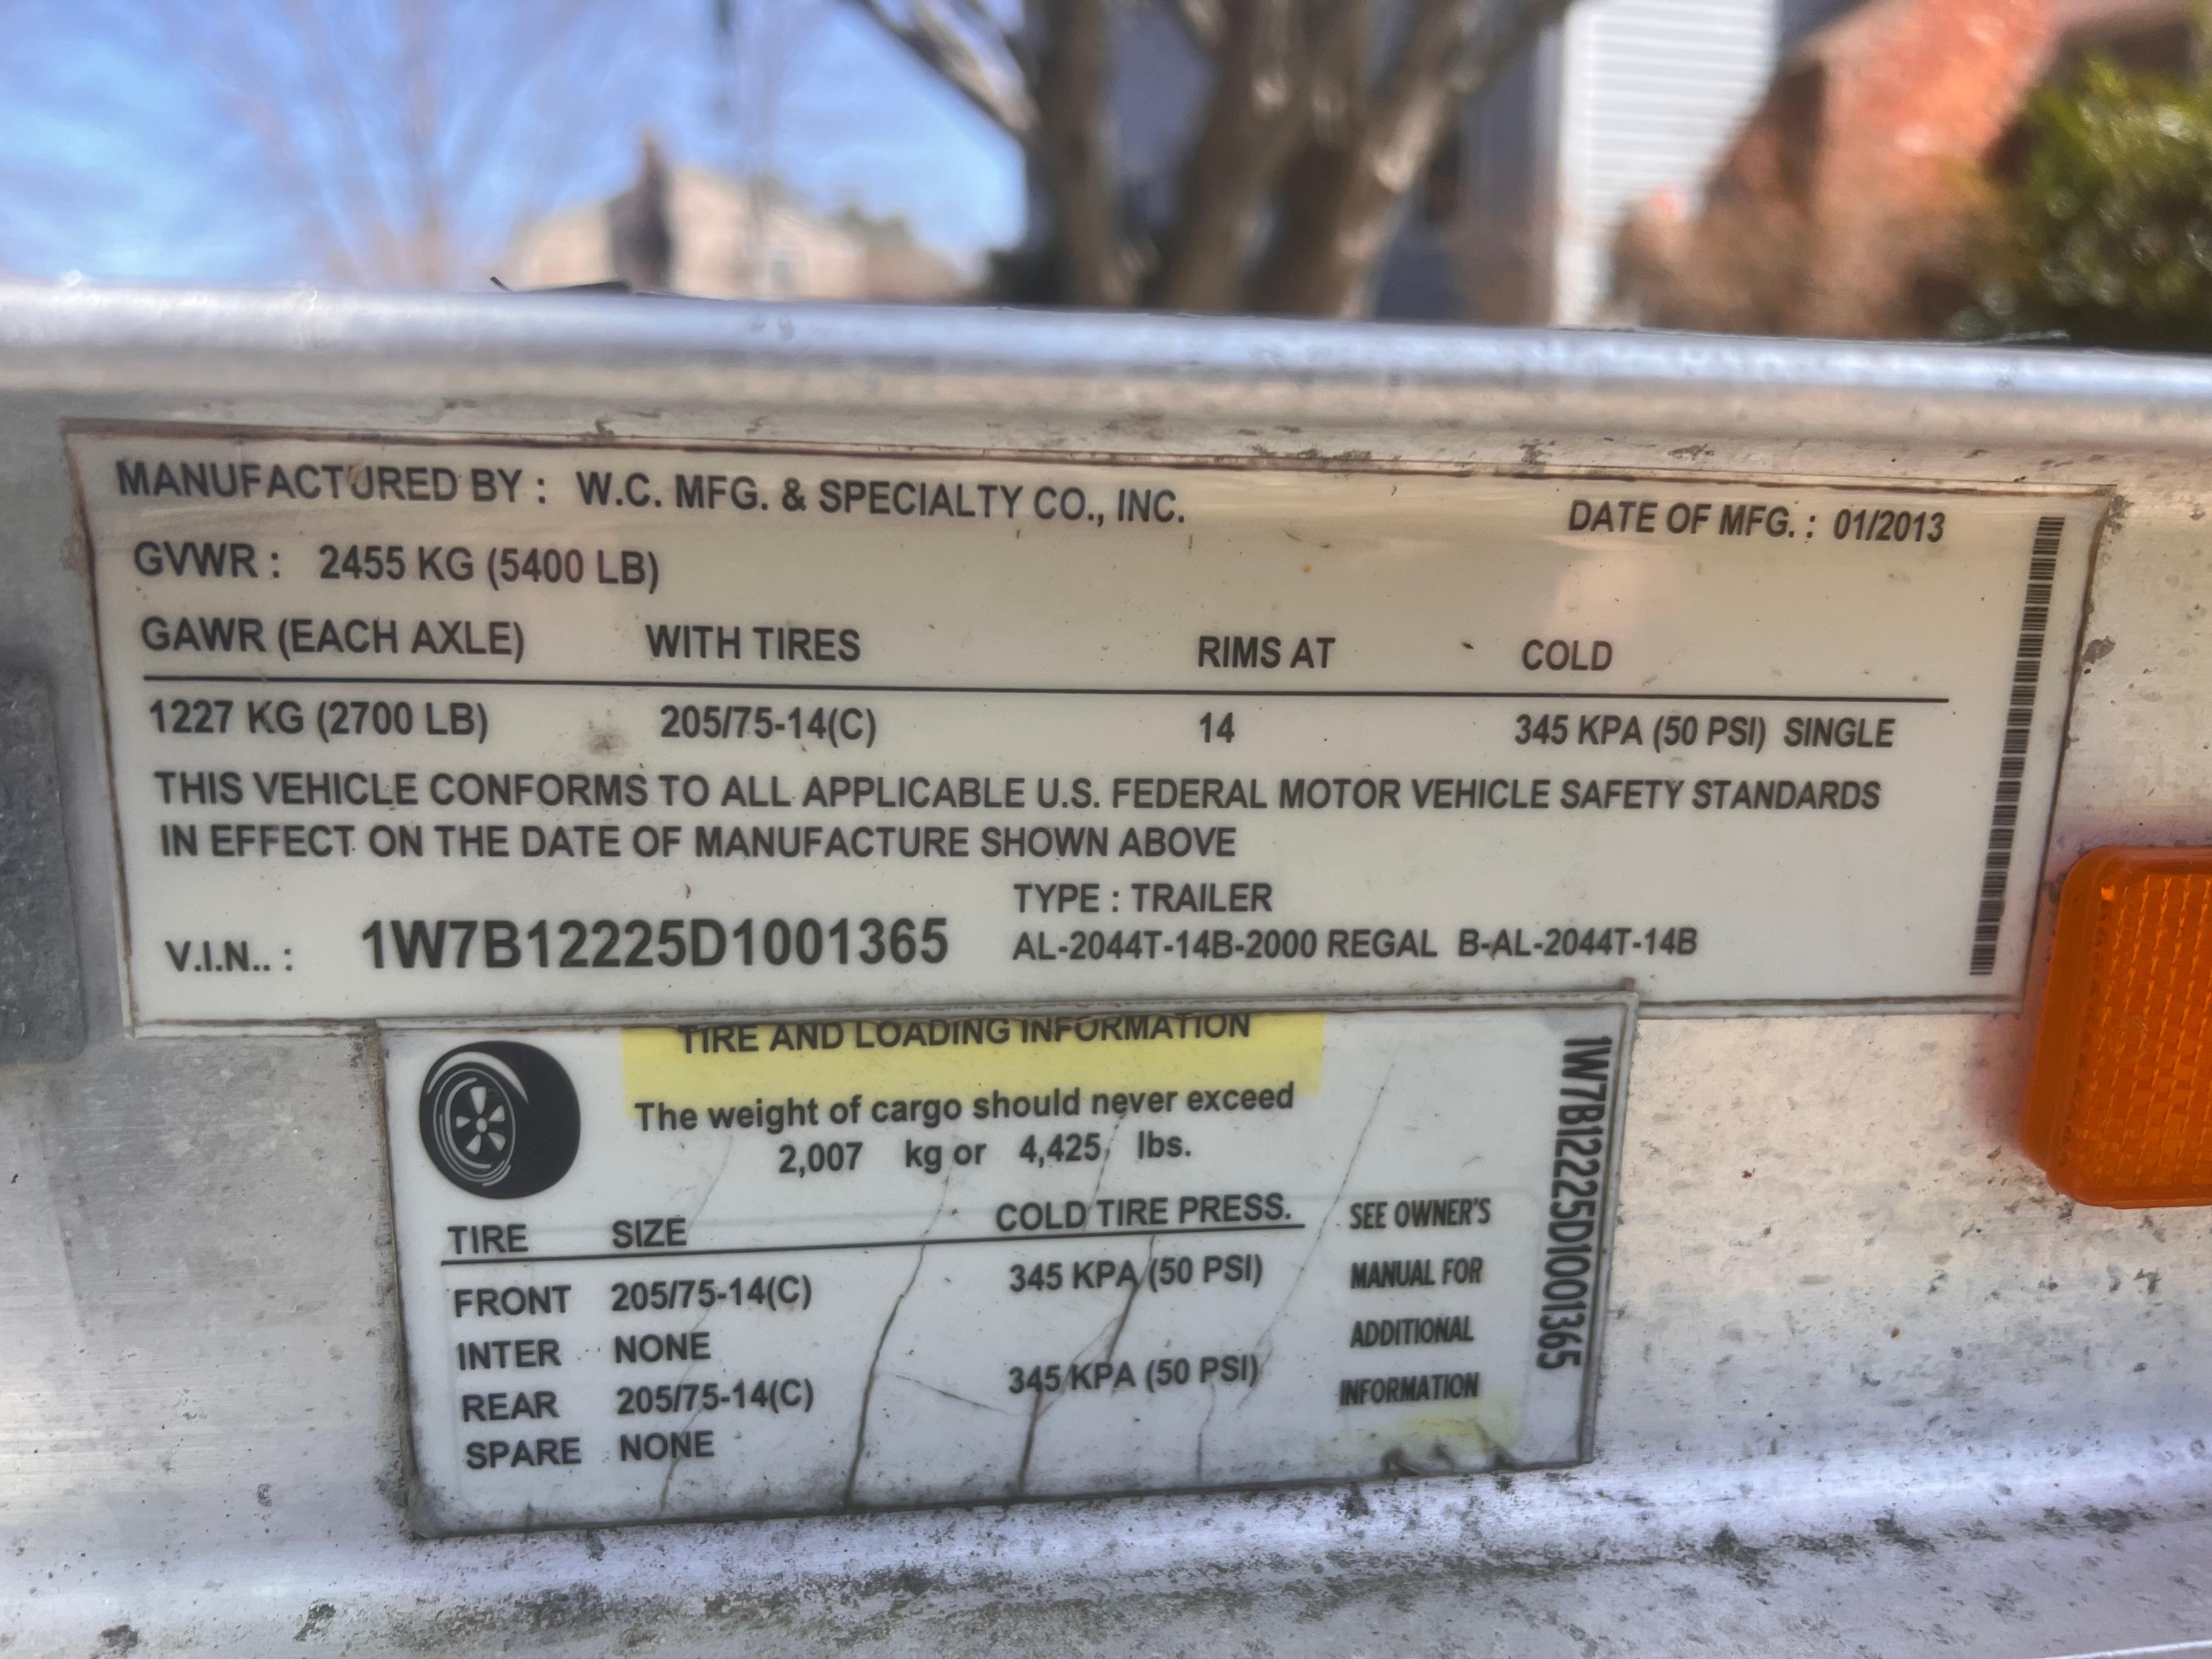 MANUFACTURED BY : W.C. MFG. & SPECIALTY CO., INC. DATE OF MFG. : 01/2013
GVWR : 2455 KG (5400 LB)
GAWR (EACH AXLE) WITH TIRES RIMS AT COLD
1227 KG (2700 LB) 205/75-14(C) 14 345 KPA (50 PSI) SINGLE
THIS VEHICLE CONFORMS TO ALL APPLICABLE U.S. FEDERAL MOTOR VEHICLE SAFETY STANDARDS
IN EFFECT ON THE DATE OF MANUFACTURE SHOWN ABOVE
TYPE : TRAILER
V.I.N.. : 1W7B12225D1001365 AL-2044T-14B-2000 REGAL B-AL-2044T-14B
TIRE AND LOADING INFORMATION
The weight of cargo should never exceed
2,007 kg or 4,425 lbs.
TIRE SIZE COLD TIRE PRESS.
FRONT 205/75-14(C) 345 KPA (50 PSI)
INTER NONE
REAR 205/75-14(C) 345 KPA (50 PSI)
SPARE NONE
SEE OWNER'S
MANUAL FOR
ADDITIONAL
INFORMATION
1W7B12225D1001365